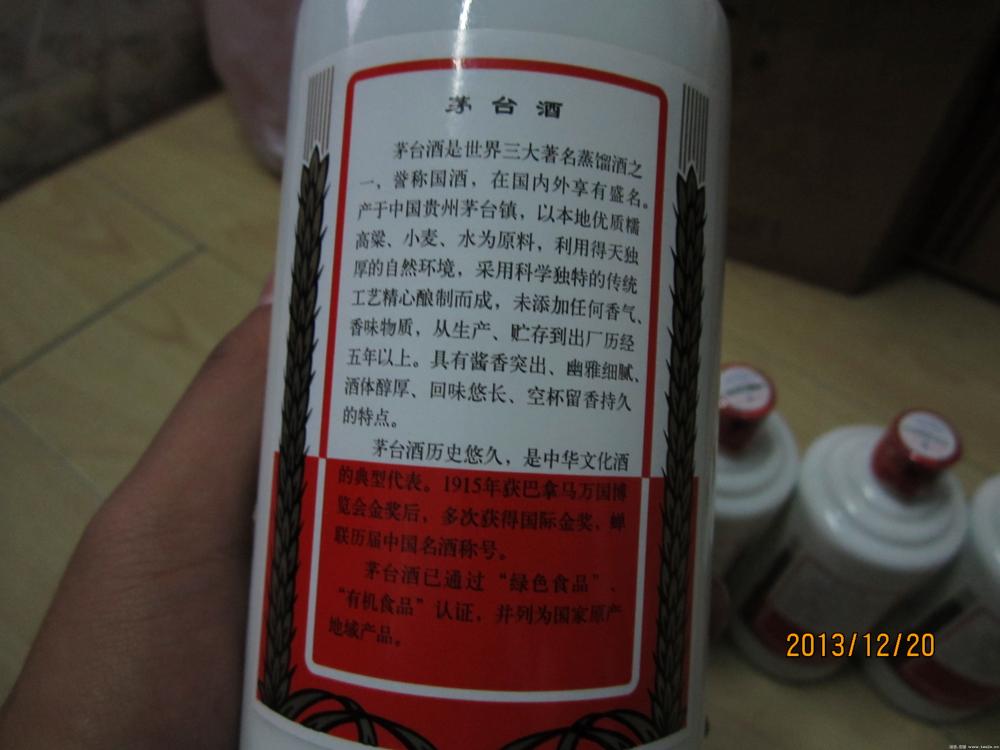 茅台酒
茅台酒是世界三大著名蒸馏酒之
一，誉称国酒，在国内外享有盛名。
产于中国贵州茅台镇，以本地优质糯
高粱、小麦、水为原料，利用得天独
厚的自然环境，采用科学独特的传统
工艺精心酿制而成，未添加任何香气、
香味物质，从生产、贮存到出厂历经
五年以上。具有酱香突出、幽雅细腻、
酒体醇厚、回味悠长、空杯留香持久
的特点。
茅台酒历史悠久，是中华文化酒
的典型代表。1915年获巴拿马万国博
览会金奖后，多次获得国际金奖，蝉
联历届中国名酒称号。
茅台酒已通过“绿色食品”、
“有机食品”认证，并列为国家原产
地域产品。
2013/12/20